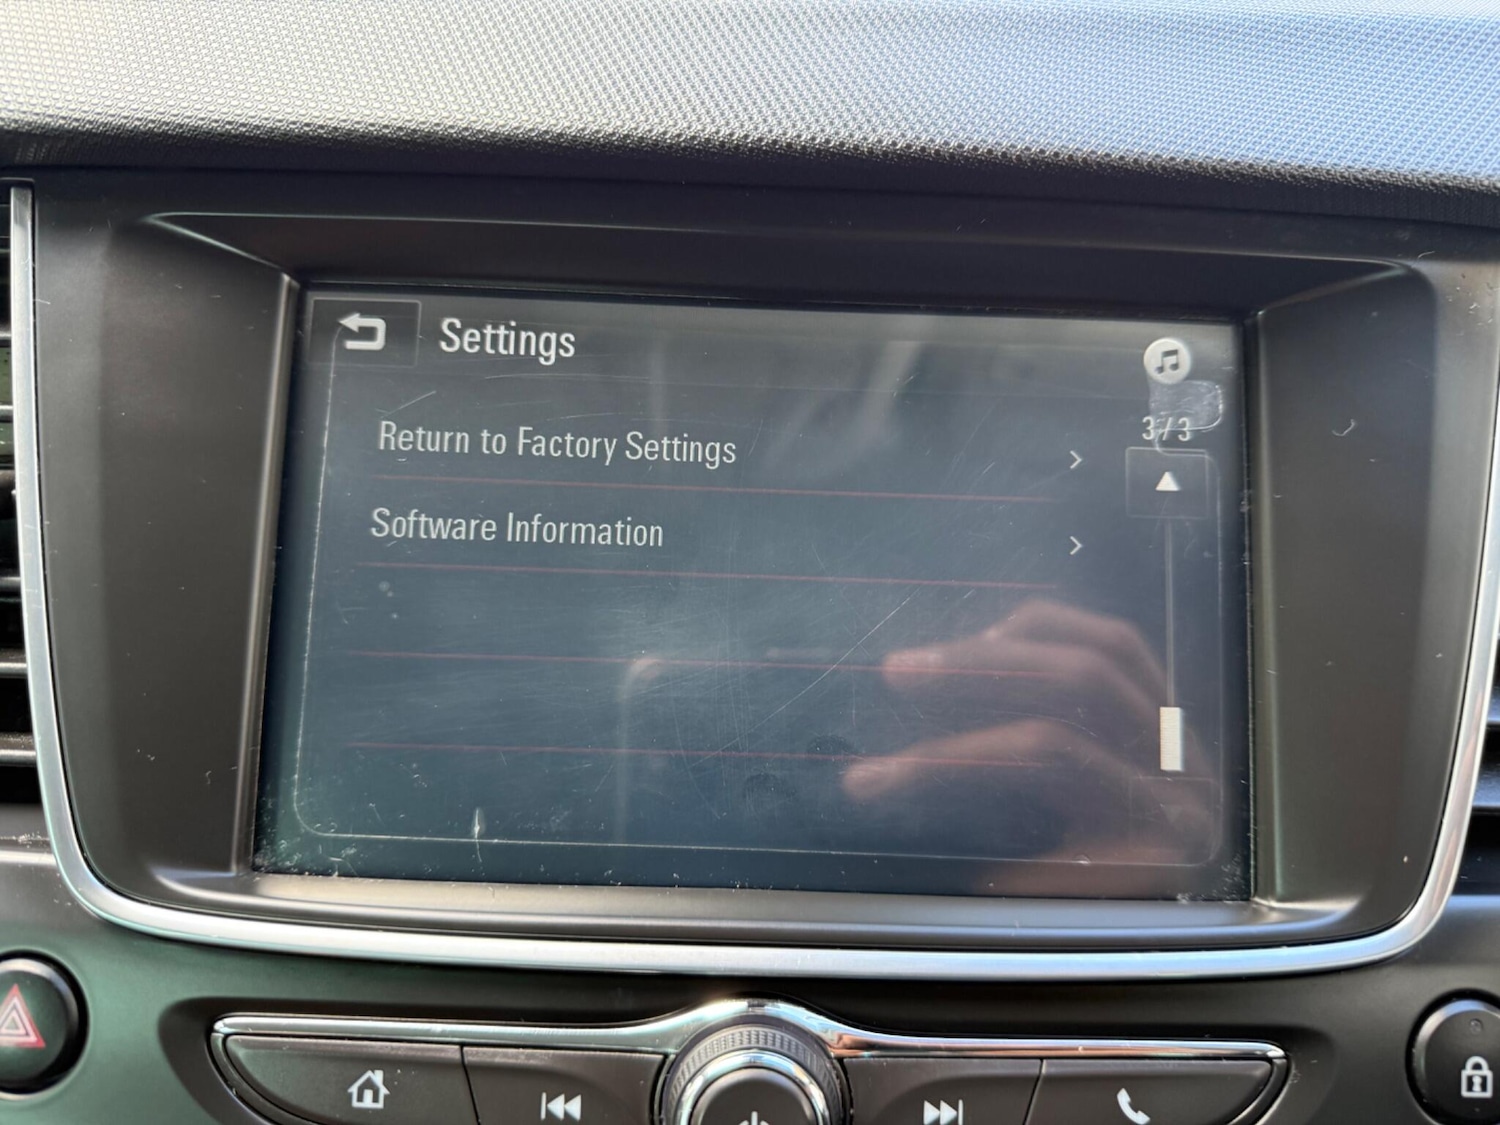 Settings
3/3
Return to Factory Settings
Software Information